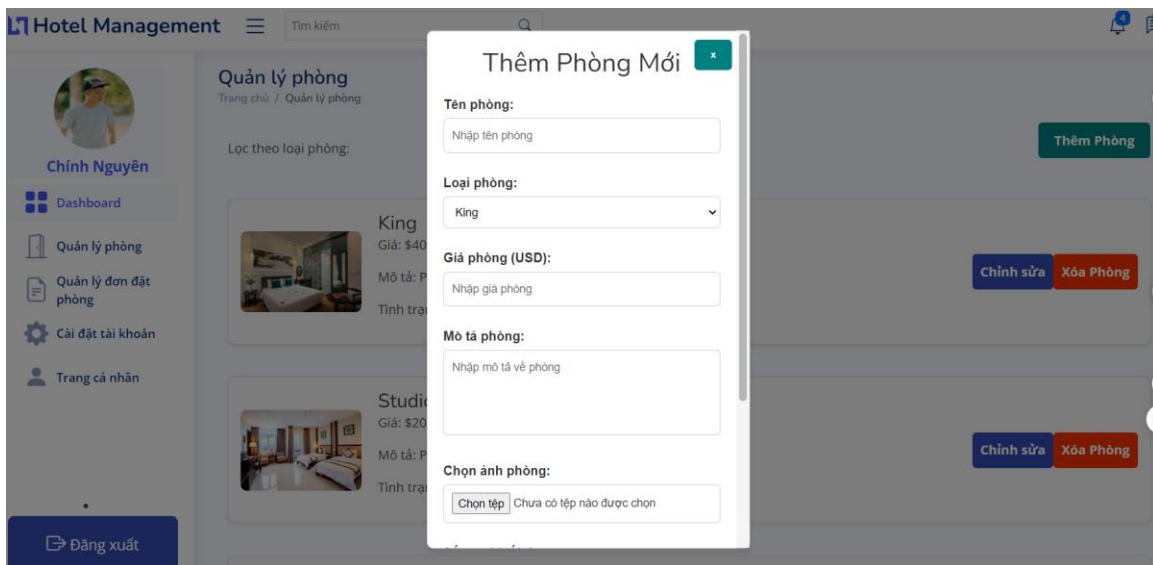 Hotel Management
Tìm kiếm
4
Chính Nguyên
Dashboard
Quản lý phòng
Quản lý đơn đặt
phòng
Cài đặt tài khoản
Trang cá nhân
Đăng xuất
Quản lý phòng
Trang chủ / Quản lý phòng
Lọc theo loại phòng:
Thêm Phòng
King
Giá: $40
Mô tả: P
Tình trạ
Chỉnh sửa Xóa Phòng
Studio
Giá: $20
Mô tả: P
Tình trạ
Chỉnh sửa Xóa Phòng
Thêm Phòng Mới x
Tên phòng:
Nhập tên phòng
Loại phòng:
King
Giá phòng (USD):
Nhập giá phòng
Mô tả phòng:
Nhập mô tả về phòng
Chọn ảnh phòng:
Chọn tệp Chưa có tệp nào được chọn